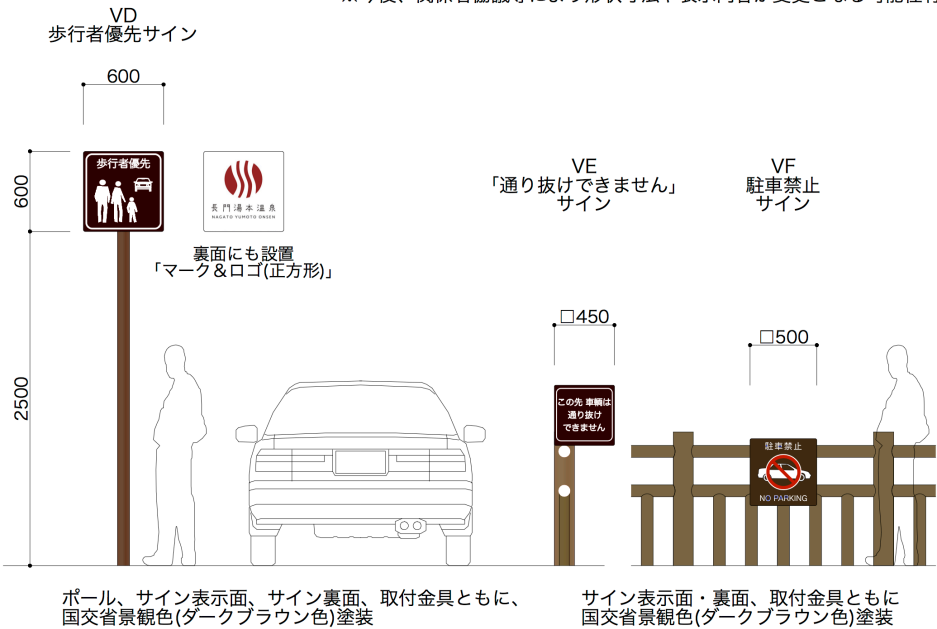 VD
歩行者優先サイン
600
600
2500
歩行者優先
長門湯本温泉
NAGATO YUMOTO ONSEN
裏面にも設置
「マーク＆ロゴ(正方形)」
VE
「通り抜けできません」
サイン
□450
この先 車輌は
通り抜け
できません
VF
駐車禁止
サイン
□500
駐車禁止
NO PARKING
ポール、サイン表示面、サイン裏面、取付金具ともに、
国交省景観色(ダークブラウン色)塗装
サイン表示面・裏面、取付金具ともに
国交省景観色(ダークブラウン色)塗装